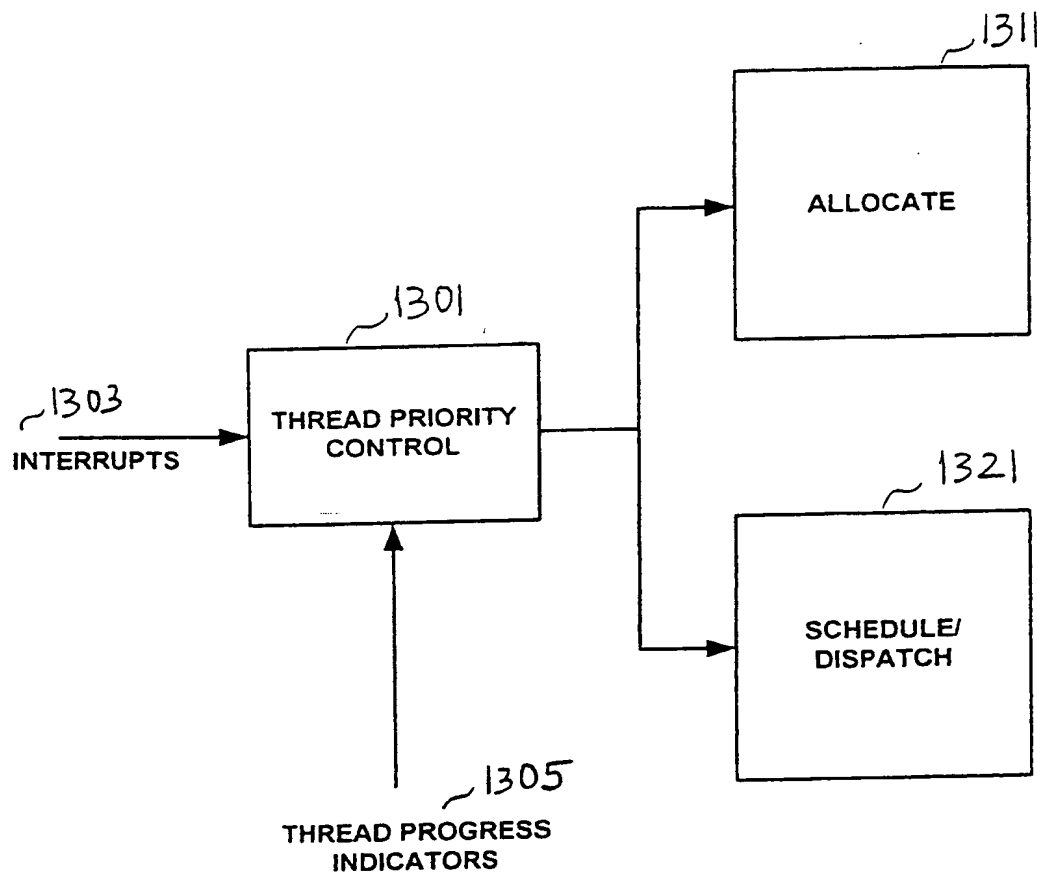 1311
ALLOCATE
1301
THREAD PRIORITY
CONTROL
1303
INTERRUPTS
1321
SCHEDULE/
DISPATCH
1305
THREAD PROGRESS
INDICATORS